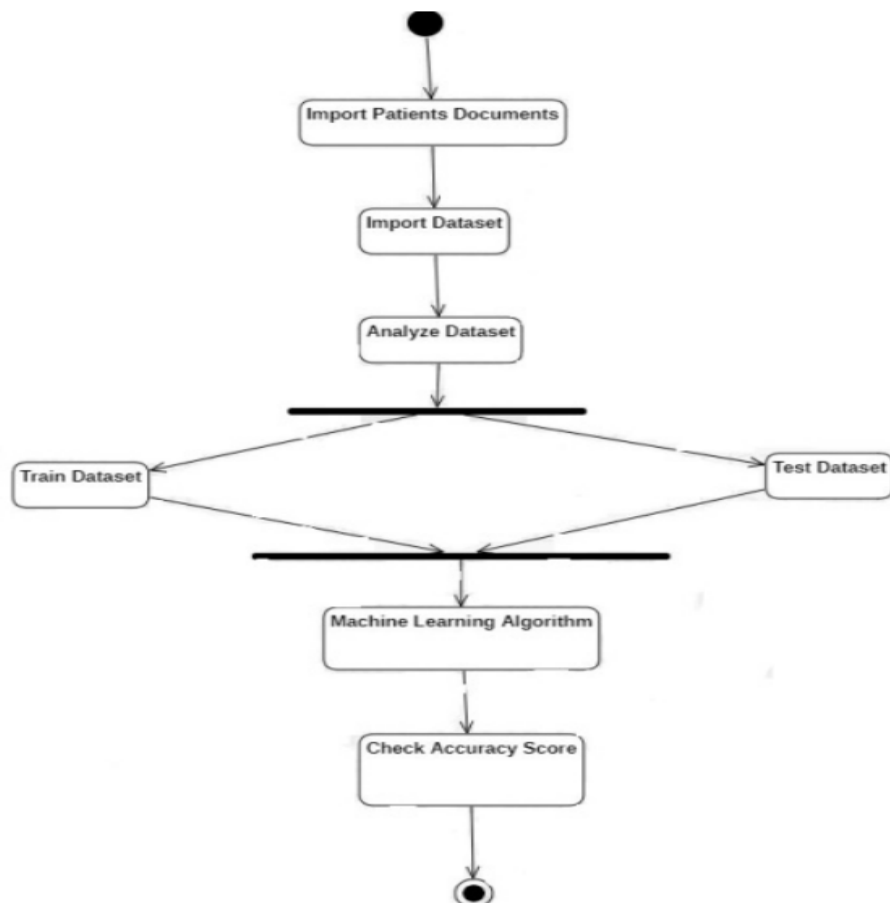 Import Patients Documents
Import Dataset
Analyze Dataset
Train Dataset
Test Dataset
Machine Learning Algorithm
Check Accuracy Score